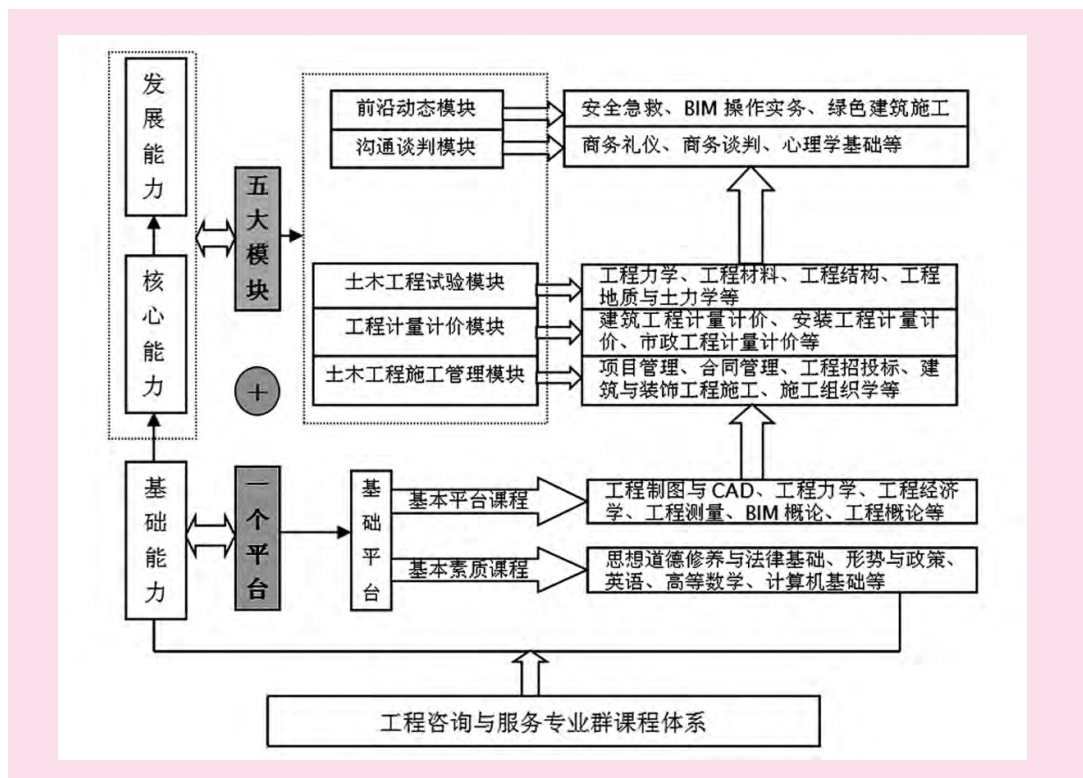 发展能力
核心能力
基础能力
五大模块
+
一个平台
前沿动态模块
沟通谈判模块
土木工程试验模块
工程计量计价模块
土木工程施工管理模块
基础平台
基本平台课程
基本素质课程
安全急救、BIM 操作实务、绿色建筑施工
商务礼仪、商务谈判、心理学基础等
工程力学、工程材料、工程结构、工程
地质与土力学等
建筑工程计量计价、安装工程计量计
价、市政工程计量计价等
项目管理、合同管理、工程招投标、建
筑与装饰工程施工、施工组织学等
工程制图与 CAD、工程力学、工程经济
学、工程测量、BIM 概论、工程概论等
思想道德修养与法律基础、形势与政策、
英语、高等数学、计算机基础等
工程咨询与服务专业群课程体系